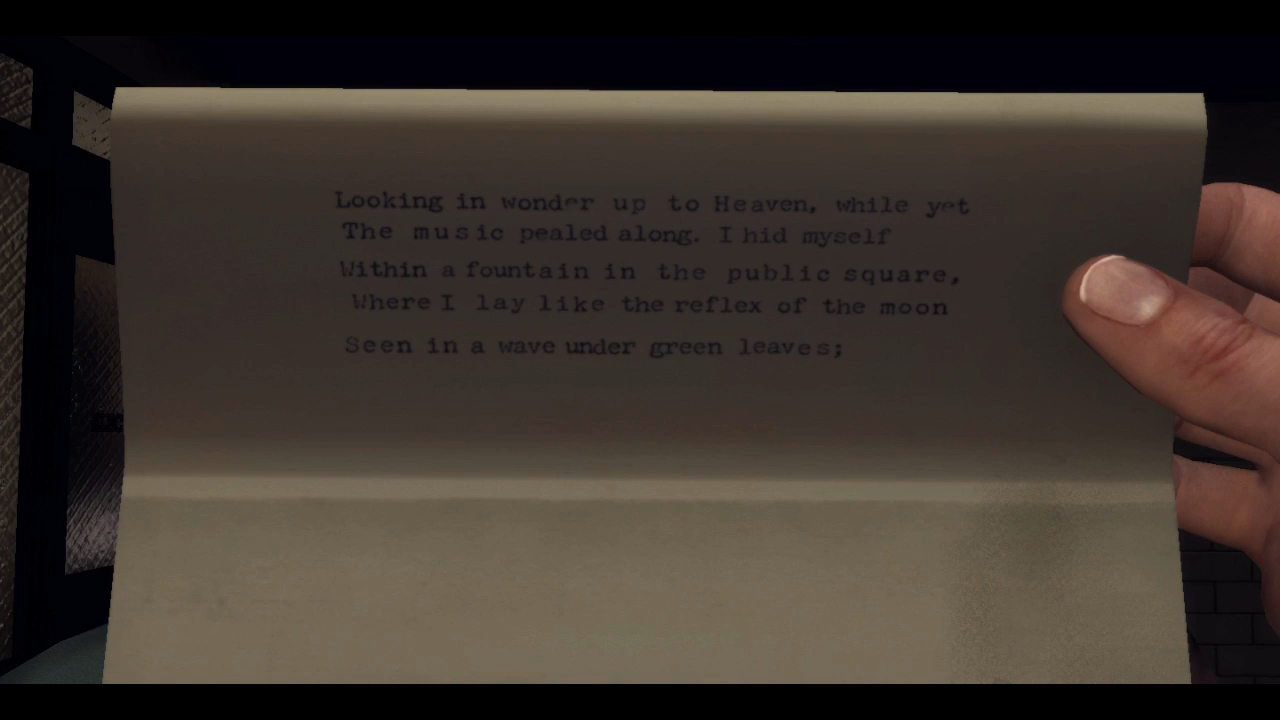 Looking in wonder up to Heaven, while yet
The music pealed along. I hid myself
Within a fountain in the public square,
Where I lay like the reflex of the moon
Seen in a wave under green leaves;